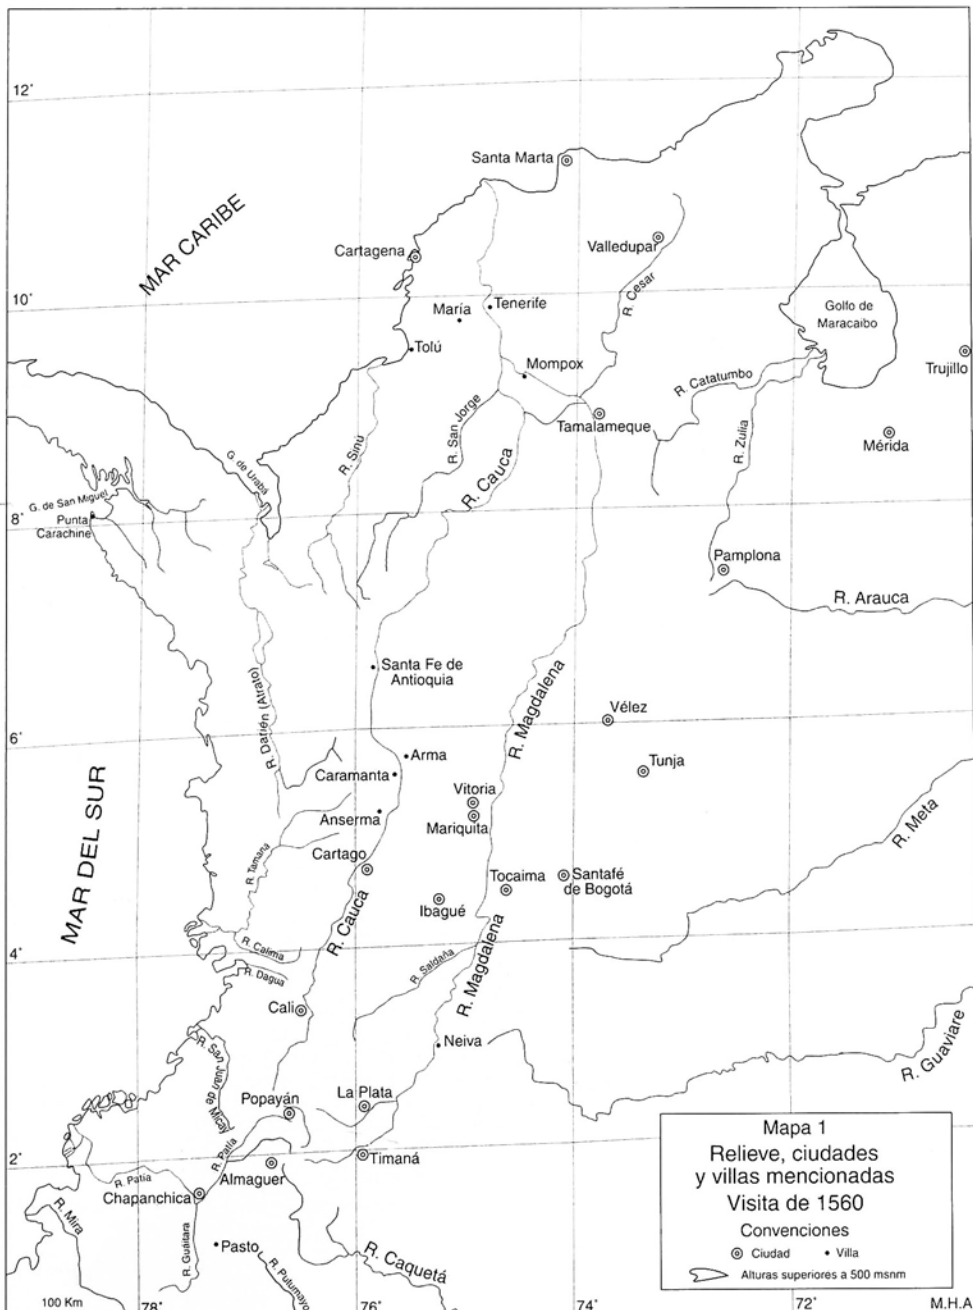 12°
Santa Marta
MAR CARIBE
Cartagena
Valledupar
R. Cesar
10°
María
Tenerife
Golfo de
Maracaibo
Tolú
Mompox
Trujillo
R. Catatumbo
Tamalameque
R. San Jorge
R. Sinú
R. Zulia
Mérida
G. de Urabá
R. Cauca
G. de San Miguel
8°
Punta
Carachine
Pamplona
R. Arauca
Santa Fe de
Antioquia
R. Magdalena
R. Darién (Atrato)
Vélez
6°
Arma
Tunja
Caramanta
Vitoria
MAR DEL SUR
Anserma
Mariquita
R. Meta
Cartago
R. Tamana
Tocaima
Santafé
de Bogotá
Ibagué
R. Cauca
R. Calima
4°
R. Saldaña
R. Magdalena
R. Dagua
Cali
Neiva
R. San Juan de Micay
R. Guaviare
La Plata
Popayán
Mapa 1
Relieve, ciudades
y villas mencionadas
Visita de 1560
Convenciones
Ciudad
Villa
Alturas superiores a 500 msnm
2°
R. Patía
Timaná
R. Patía
Almaguer
Chapanchica
R. Mira
R. Guáitara
Pasto
R. Caquetá
R. Putumayo
100 Km
78°
76°
74°
72°
M.H.A.